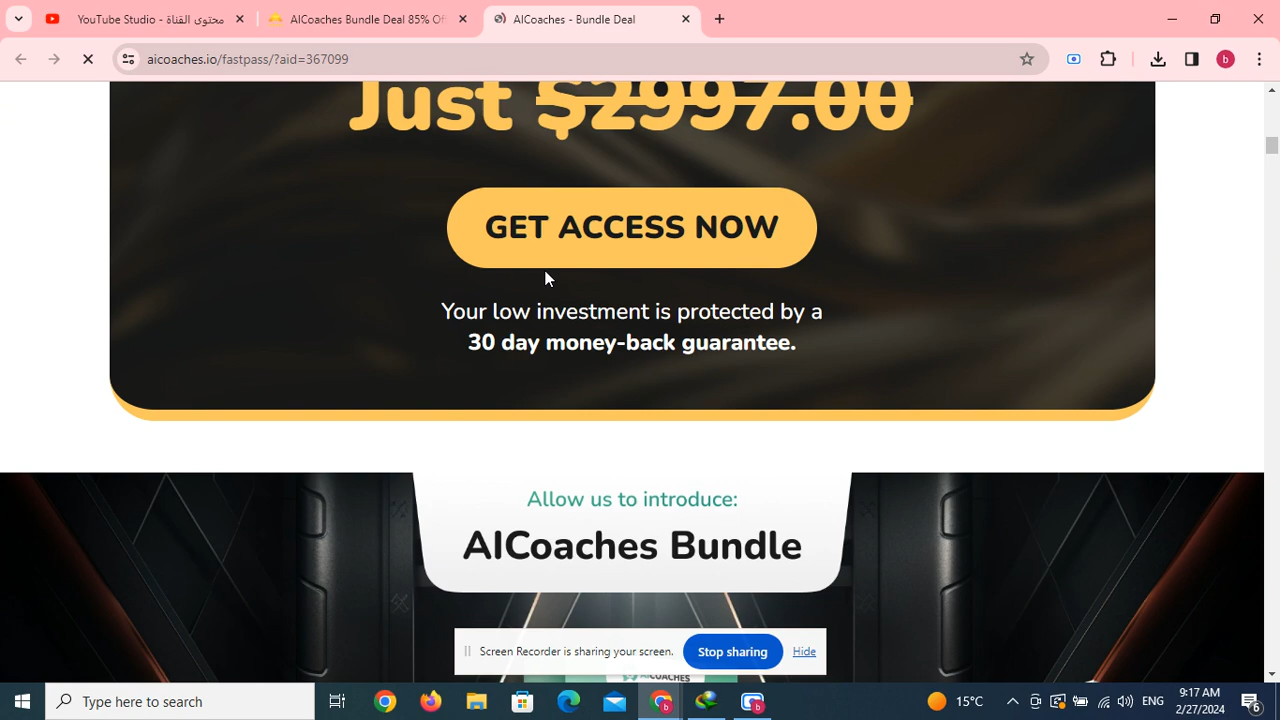 YouTube Studio - محتوى القناة
AICoaches Bundle Deal 85% Of
AICoaches - Bundle Deal
aicoaches.io/fastpass/?aid=367099
b
Just $2997.00
GET ACCESS NOW
Your low investment is protected by a
30 day money-back guarantee.
Allow us to introduce:
AICoaches Bundle
Screen Recorder is sharing your screen.
Stop sharing
Hide
AICOACHES
Type here to search
b
b
15°C
ENG
9:17 AM
2/27/2024
6